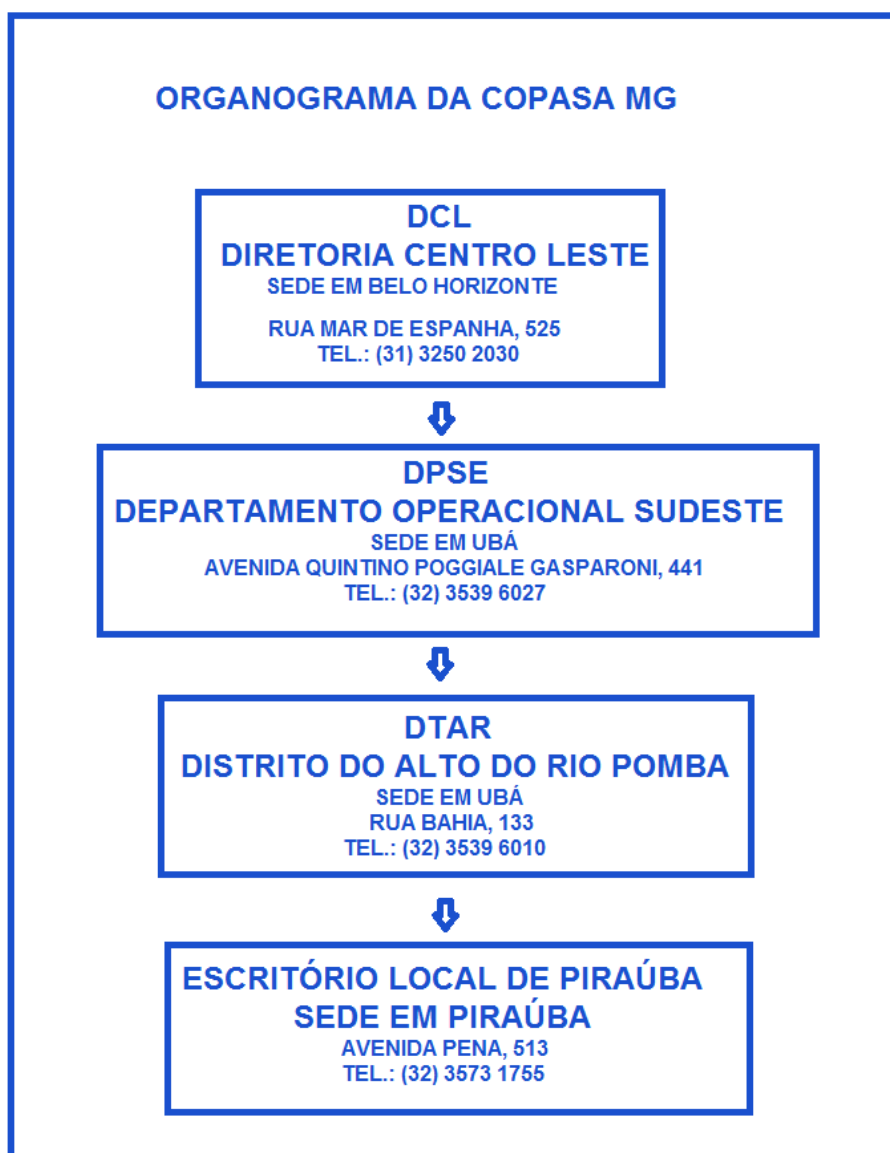 ORGANOGRAMA DA COPASA MG
DCL
DIRETORIA CENTRO LESTE
SEDE EM BELO HORIZONTE
RUA MAR DE ESPANHA, 525
TEL.: (31) 3250 2030
DPSE
DEPARTAMENTO OPERACIONAL SUDESTE
SEDE EM UBÁ
AVENIDA QUINTINO POGGIALE GASPARONI, 441
TEL.: (32) 3539 6027
DTAR
DISTRITO DO ALTO DO RIO POMBA
SEDE EM UBÁ
RUA BAHIA, 133
TEL.: (32) 3539 6010
ESCRITÓRIO LOCAL DE PIRAÚBA
SEDE EM PIRAÚBA
AVENIDA PENA, 513
TEL.: (32) 3573 1755